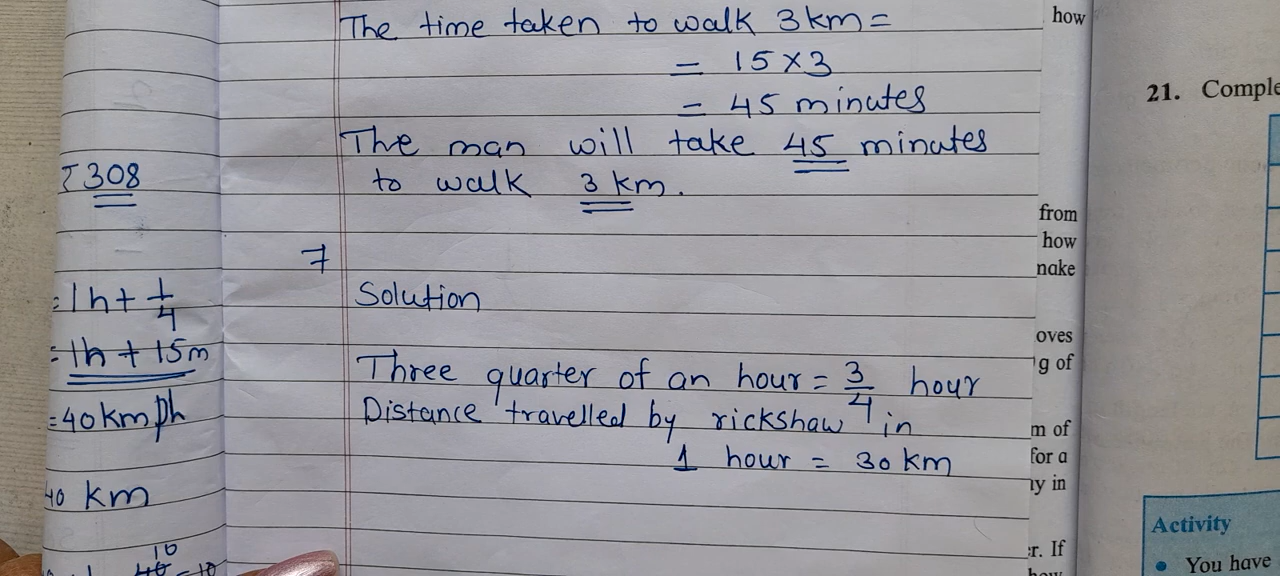 The time taken to walk 3km =
= 15×3
= 45 minutes
The man will take 45 minutes
to walk 3 km.
7
Solution
Three quarter of an hour = 3/4 hour
Distance travelled by rickshaw in
1 hour = 30 km
₹308
= 1h + 1/4
= 1h + 15m
= 40 kmph
40 km
how
from
how
oves
g of
m of
for a
y in
r. If
21. Comple
Activity
• You have